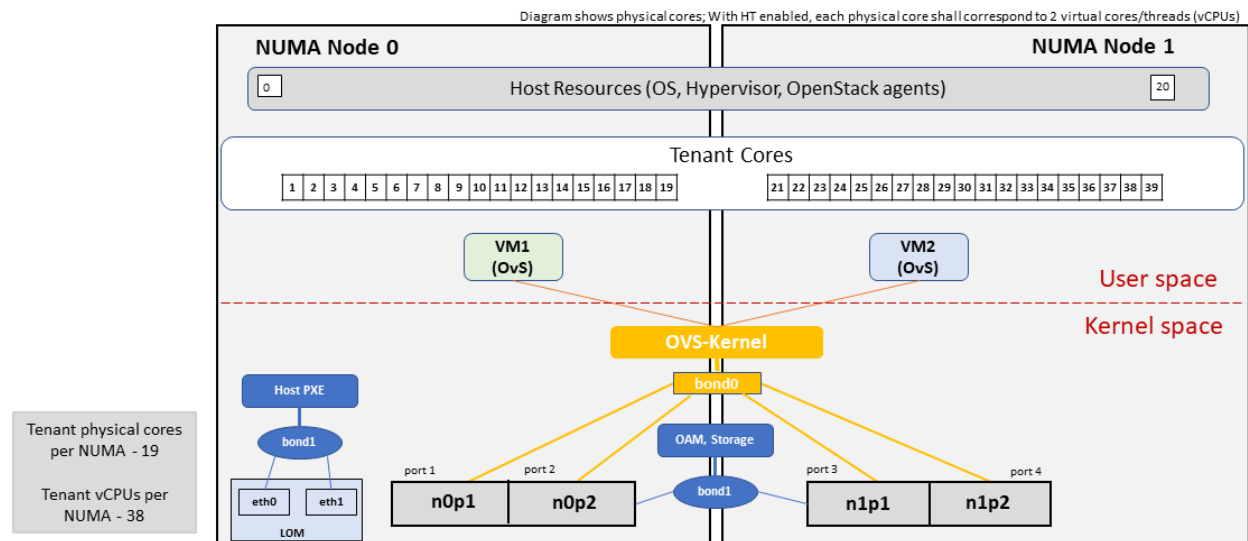 Diagram shows physical cores; With HT enabled, each physical core shall correspond to 2 virtual cores/threads (vCPUs)
NUMA Node 0
NUMA Node 1
0
Host Resources (OS, Hypervisor, OpenStack agents)
20
Tenant Cores
1 2 3 4 5 6 7 8 9 10 11 12 13 14 15 16 17 18 19
21 22 23 24 25 26 27 28 29 30 31 32 33 34 35 36 37 38 39
VM1
(OvS)
VM2
(OvS)
User space
Kernel space
OVS-Kernel
bond0
Host PXE
bond1
eth0
eth1
LOM
OAM, Storage
bond1
port 1
port 2
port 3
port 4
n0p1
n0p2
n1p1
n1p2
Tenant physical cores
per NUMA - 19
Tenant vCPUs per
NUMA - 38